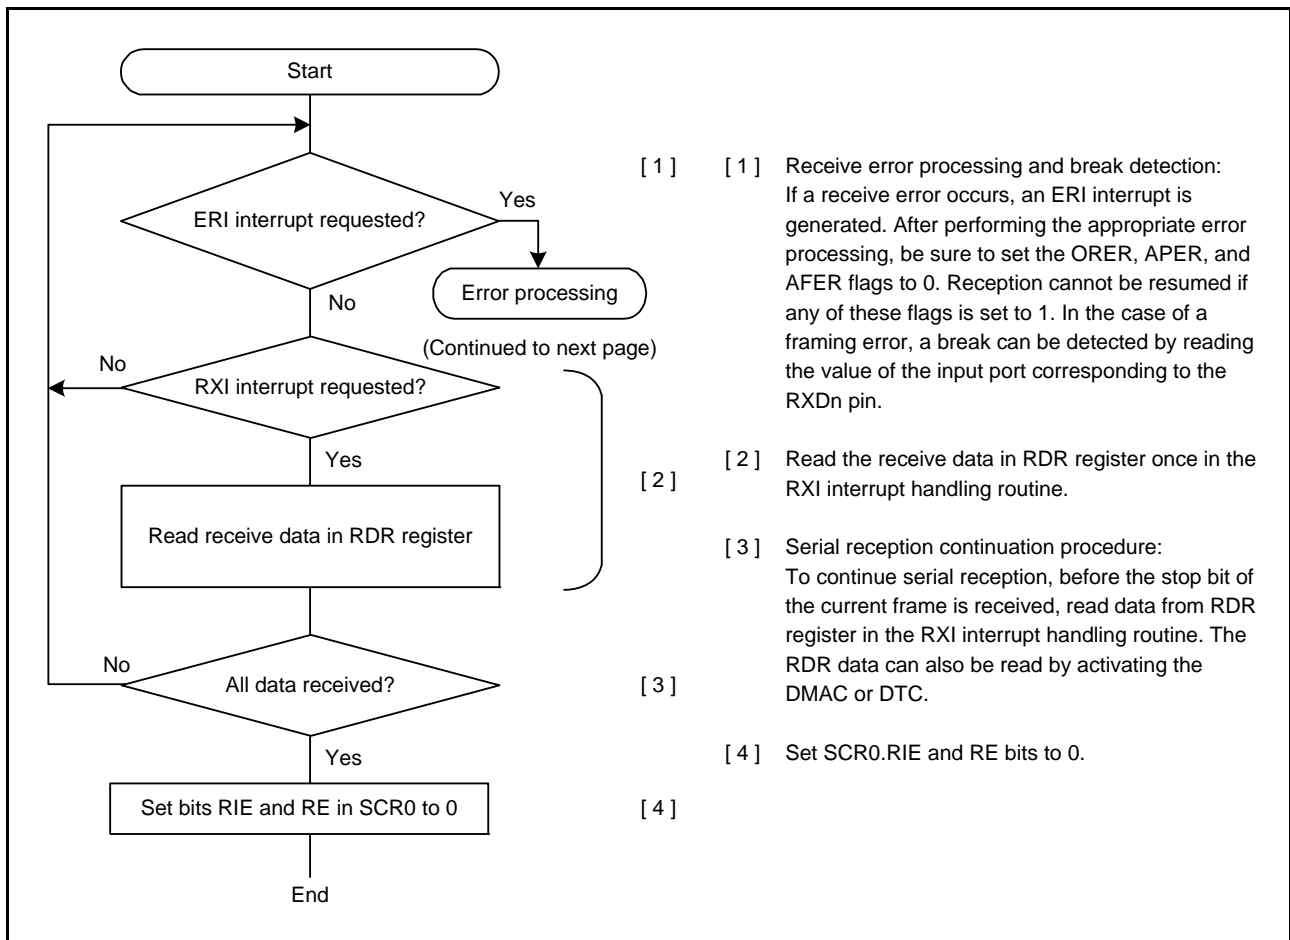 Start
ERI interrupt requested?
Yes
Error processing
No
(Continued to next page)
No
RXI interrupt requested?
Yes
Read receive data in RDR register
No
All data received?
Yes
Set bits RIE and RE in SCR0 to 0
End
[ 1 ]
[ 2 ]
[ 3 ]
[ 4 ]
[ 1 ] Receive error processing and break detection:
If a receive error occurs, an ERI interrupt is
generated. After performing the appropriate error
processing, be sure to set the ORER, APER, and
AFER flags to 0. Reception cannot be resumed if
any of these flags is set to 1. In the case of a
framing error, a break can be detected by reading
the value of the input port corresponding to the
RXDn pin.
[ 2 ] Read the receive data in RDR register once in the
RXI interrupt handling routine.
[ 3 ] Serial reception continuation procedure:
To continue serial reception, before the stop bit of
the current frame is received, read data from RDR
register in the RXI interrupt handling routine. The
RDR data can also be read by activating the
DMAC or DTC.
[ 4 ] Set SCR0.RIE and RE bits to 0.